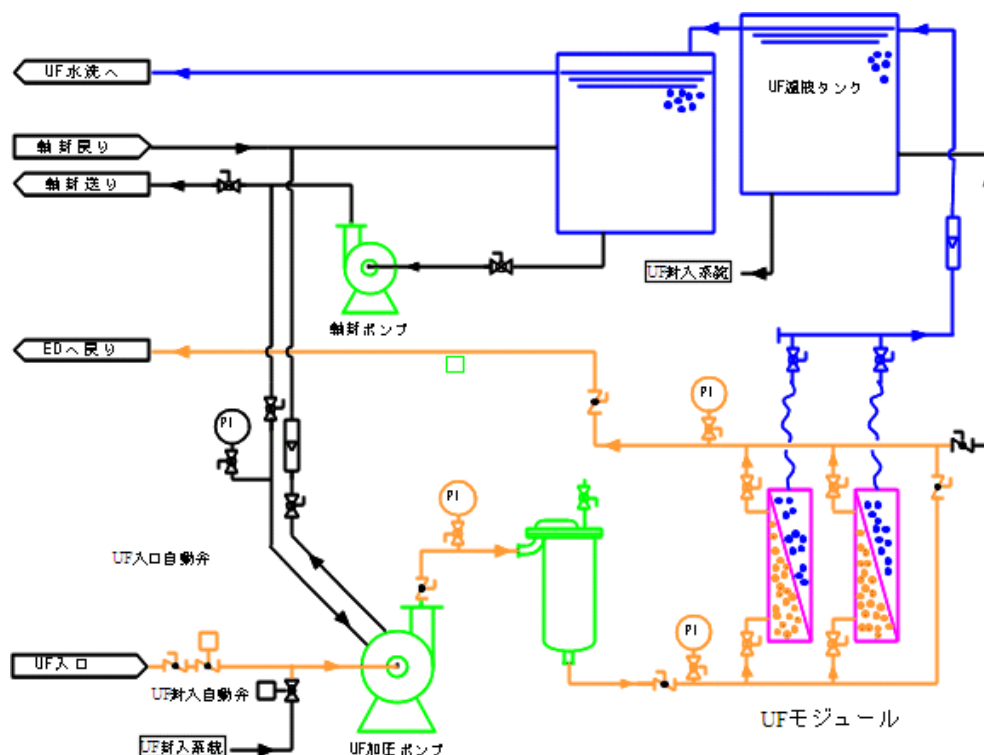 UF水洗へ
UF濾液タンク
軸封戻り
軸封送り
UF封入系統
軸封ポンプ
EDへ戻り
PI
PI
PI
UF入口自動弁
PI
UF入口
UF封入自動弁
UFモジュール
UF封入系統
UF加圧ポンプ